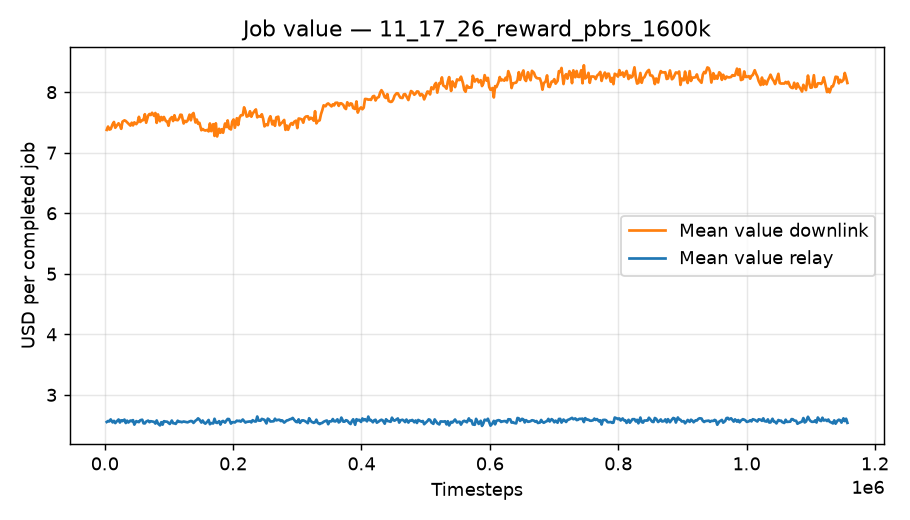 Job value — 11_17_26_reward_pbrs_1600k
USD per completed job
8
7
6
5
4
3
Mean value downlink
Mean value relay
0.0 0.2 0.4 0.6 0.8 1.0 1.2
1e6
Timesteps